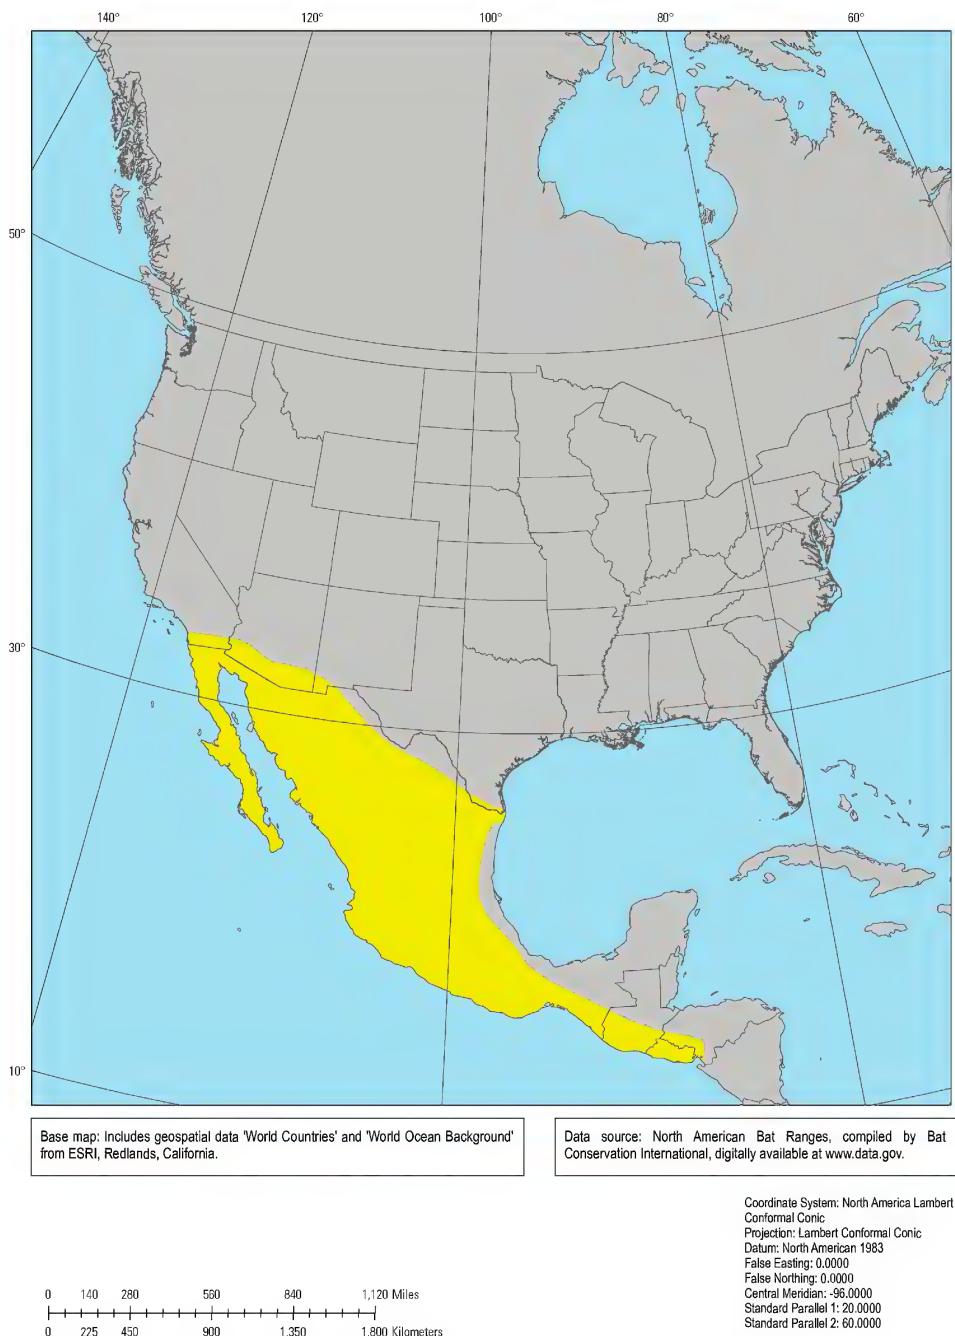 140° 120° 100° 80° 60°
50°
30°
10°
Base map: Includes geospatial data 'World Countries' and 'World Ocean Background'
from ESRI, Redlands, California.
Data source: North American Bat Ranges, compiled by Bat
Conservation International, digitally available at www.data.gov.
Coordinate System: North America Lambert
Conformal Conic
Projection: Lambert Conformal Conic
Datum: North American 1983
False Easting: 0.0000
False Northing: 0.0000
Central Meridian: -96.0000
Standard Parallel 1: 20.0000
Standard Parallel 2: 60.0000
0 140 280 560 840 1,120 Miles
0 225 450 900 1,350 1,800 Kilometers